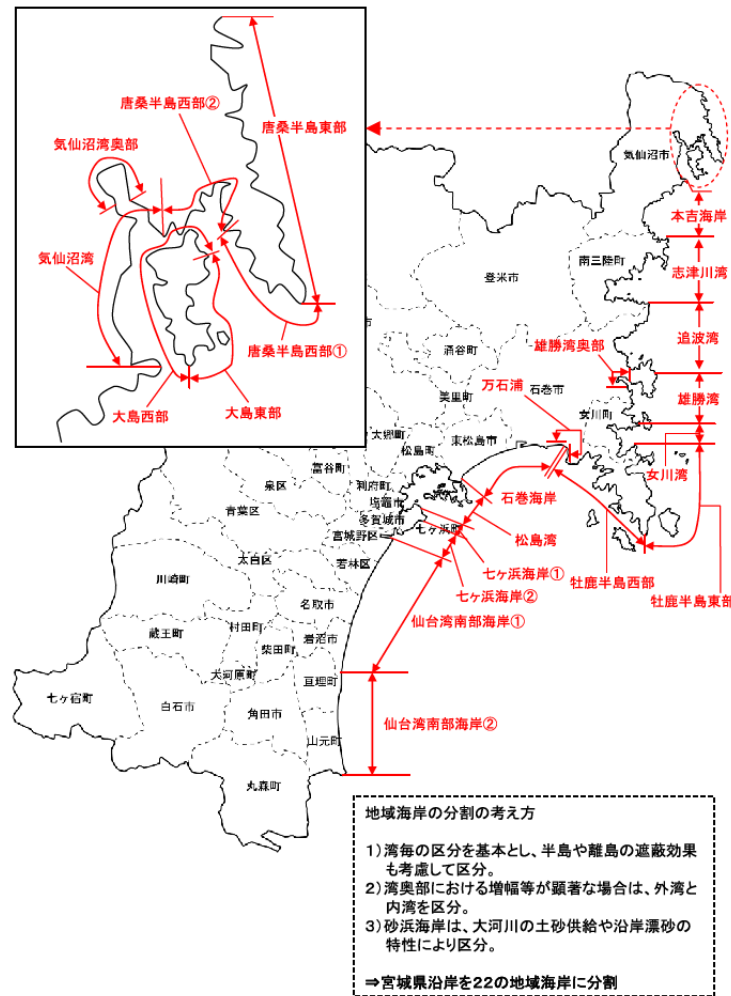 唐桑半島西部②
唐桑半島東部
気仙沼湾奥部
気仙沼湾
唐桑半島西部①
大島西部
大島東部
気仙沼市
本吉海岸
南三陸町
志津川湾
登米市
追波湾
雄勝湾奥部
涌谷町
石巻市
万石浦
雄勝湾
美里町
女川町
大郷町
東松島市
松島町
女川湾
富谷町
利府町
石巻海岸
泉区
塩竈市
青葉区
多賀城市
七ヶ浜町
宮城野区
松島湾
太白区
若林区
七ヶ浜海岸①
牡鹿半島西部
川崎町
七ヶ浜海岸②
牡鹿半島東部
名取市
仙台湾南部海岸①
村田町
蔵王町
岩沼市
柴田町
大河原町
亘理町
七ヶ宿町
白石市
角田市
仙台湾南部海岸②
山元町
丸森町
地域海岸の分割の考え方
1)湾毎の区分を基本とし、半島や離島の遮蔽効果
も考慮して区分。
2)湾奥部における増幅等が顕著な場合は、外湾と
内湾を区分。
3)砂浜海岸は、大河川の土砂供給や沿岸漂砂の
特性により区分。
⇒宮城県沿岸を22の地域海岸に分割